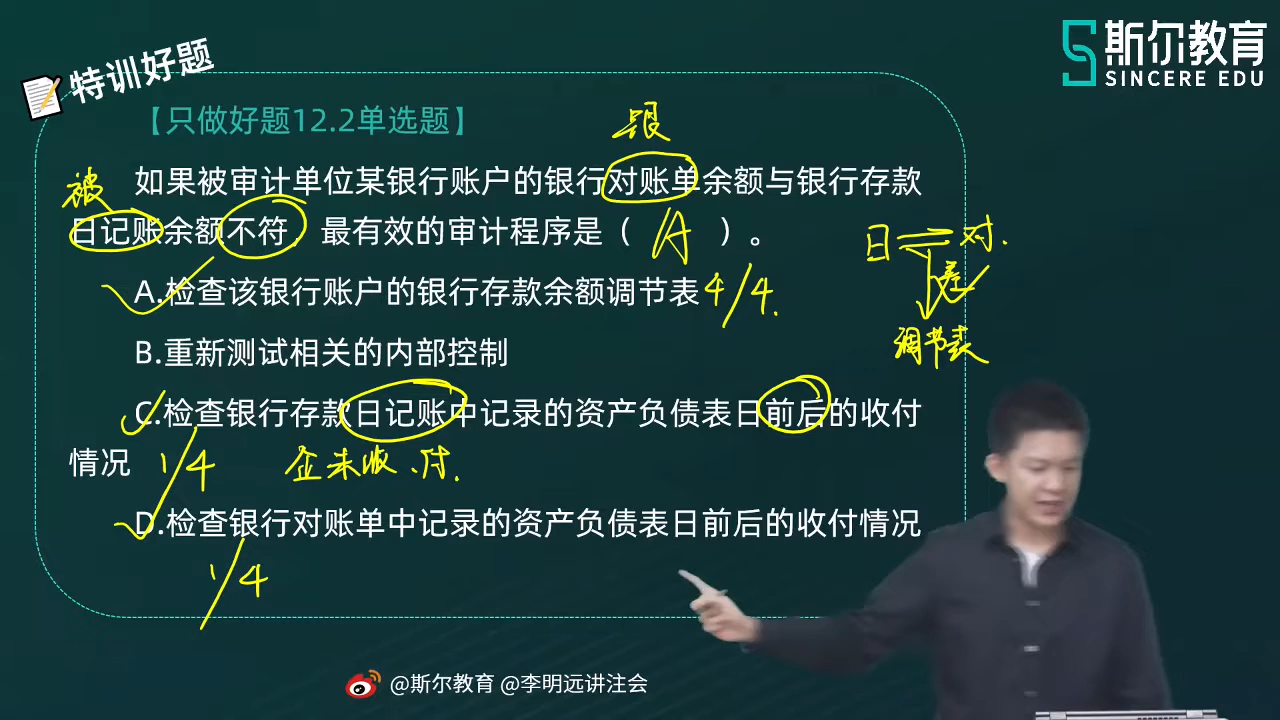 特训好题
斯尔教育
SINCERE EDU
【只做好题12.2单选题】
银
被
如果被审计单位某银行账户的银行对账单余额与银行存款
日记账余额不符，最有效的审计程序是（ A ）。
日 对.
差
调节表
A.检查该银行账户的银行存款余额调节表 4/4.
B.重新测试相关的内部控制
C.检查银行存款日记账中记录的资产负债表日前后的收付
情况 1/4 企未收、付.
D.检查银行对账单中记录的资产负债表日前后的收付情况
1/4
@斯尔教育 @李明远讲注会